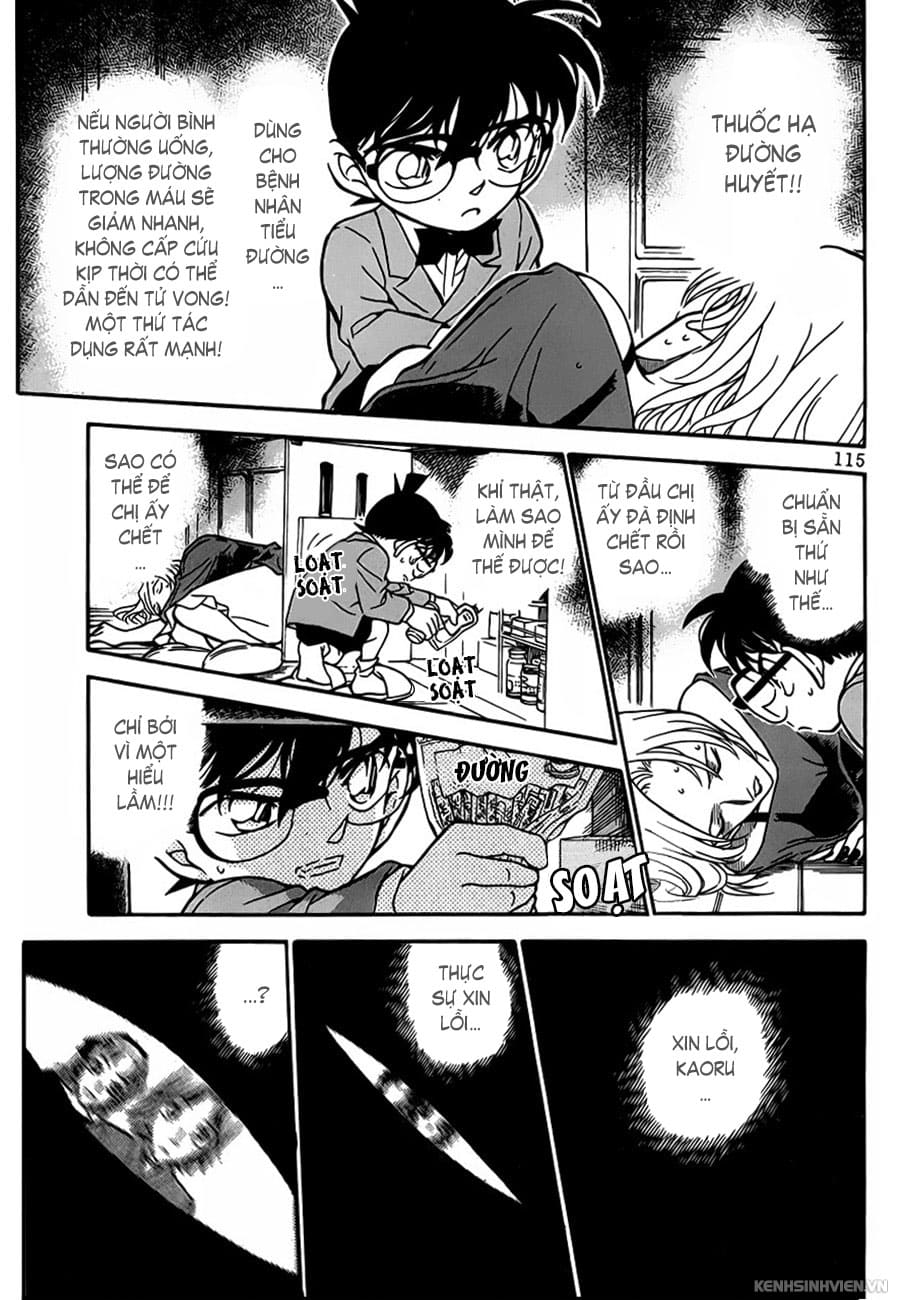 THUỐC HẠ
ĐƯỜNG
HUYẾT!!
DÙNG
CHO
BỆNH
NHÂN
TIỂU
ĐƯỜNG
...
NẾU NGƯỜI BÌNH
THƯỜNG UỐNG,
LƯỢNG ĐƯỜNG
TRONG MÁU SẼ
GIẢM NHANH,
KHÔNG CẤP CỨU
KỊP THỜI CÓ THỂ
DẪN ĐẾN TỬ VONG!
MỘT THỨ TÁC
DỤNG RẤT MẠNH!
115
CHUẨN
BỊ SẴN
THỨ
NHƯ
THẾ...
TỪ ĐẦU CHỊ
ẤY ĐÃ ĐỊNH
CHẾT RỒI
SAO...
KHỈ THẬT,
LÀM SAO
MÌNH ĐỂ
THẾ ĐƯỢC!
SAO CÓ
THỂ ĐỂ
CHỊ ẤY
CHẾT
...
LOẠT
SOẠT
LOẠT
SOẠT
ĐƯỜNG
CHỈ BỞI
VÌ MỘT
HIỂU
LẦM!!!
SOẠT
XIN LỖI,
KAORU
...
THỰC
SỰ XIN
LỖI...
...?
KENHSINHVIEN.VN